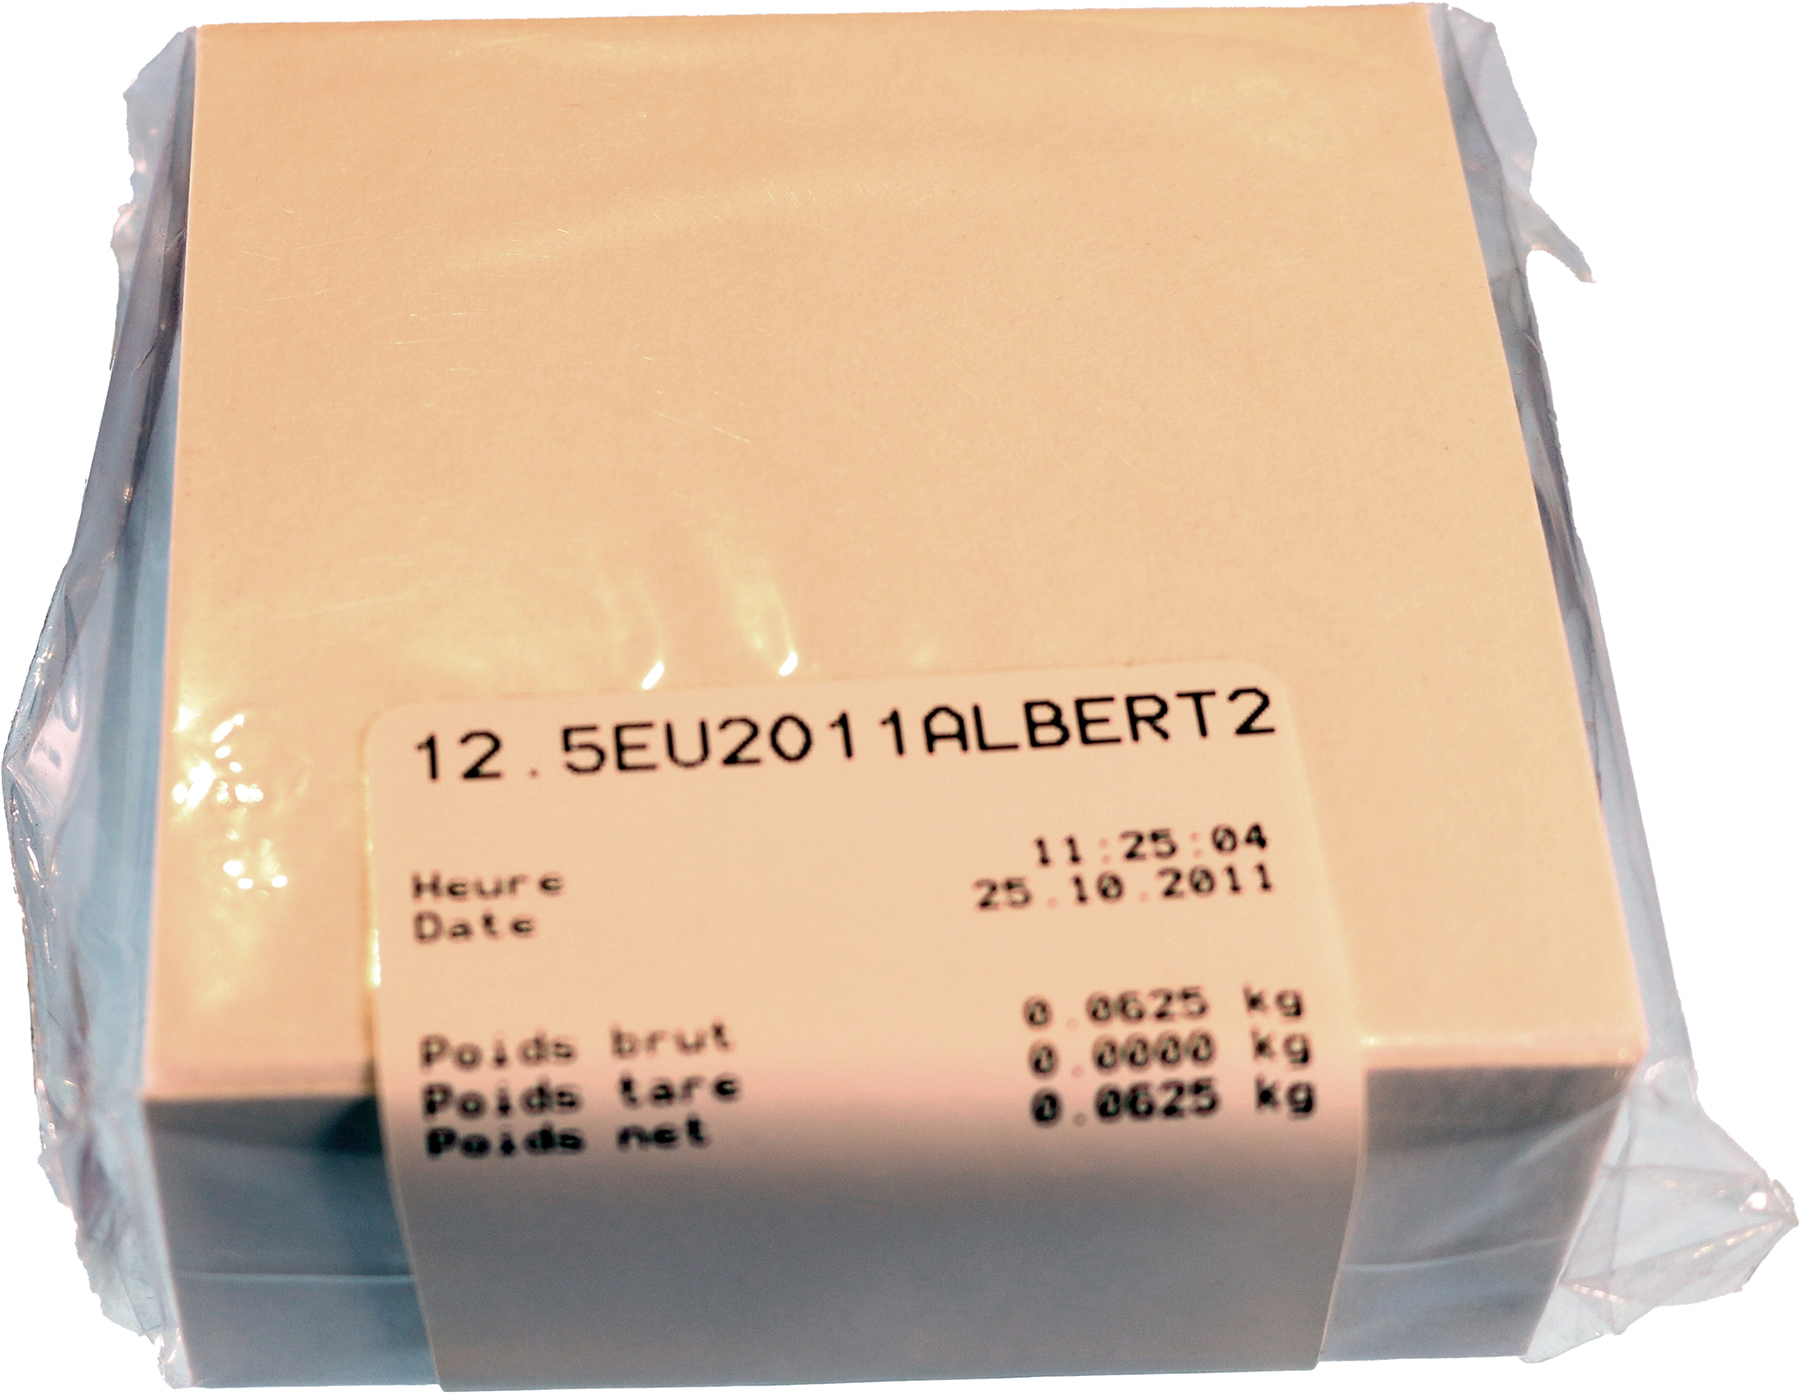 12.5EU2011ALBERT2
Heure 11:25:04
Date 25.10.2011
Poids brut 0.0625 kg
Poids tare 0.0000 kg
Poids net 0.0625 kg